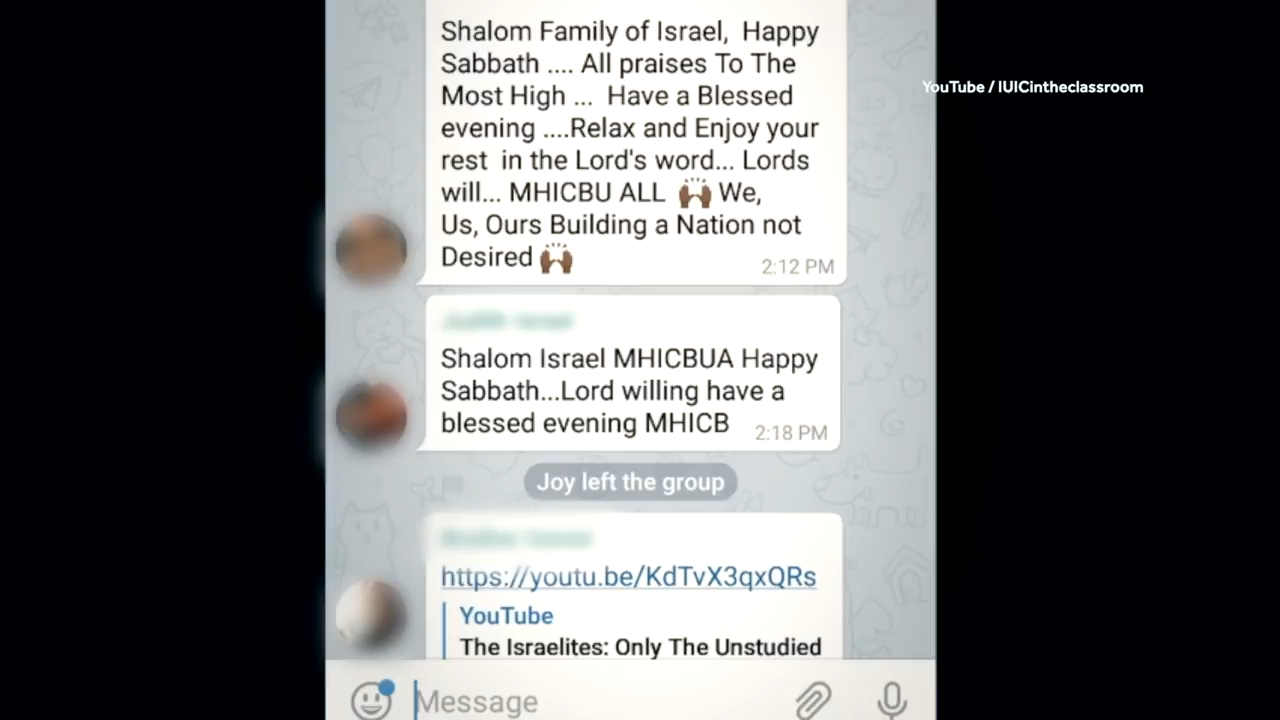 Shalom Family of Israel, Happy
Sabbath .... All praises To The
Most High ... Have a Blessed
evening ....Relax and Enjoy your
rest in the Lord's word... Lords
will... MHICBU ALL 🙌🏾 We,
Us, Ours Building a Nation not
Desired 🙌🏾
2:12 PM
Shalom Israel MHICBUA Happy
Sabbath...Lord willing have a
blessed evening MHICB
2:18 PM
Joy left the group
https://youtu.be/KdTvX3qxQRs
YouTube
The Israelites: Only The Unstudied
Message
YouTube / IUICintheclassroom